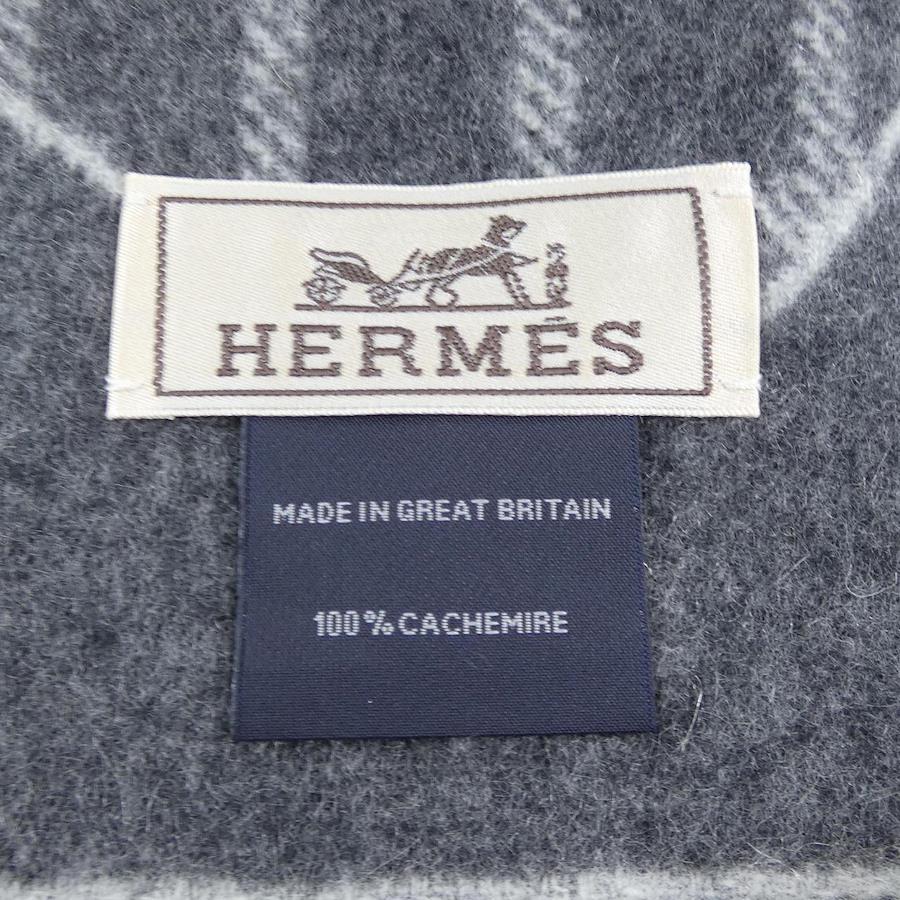 HERMÈS
MADE IN GREAT BRITAIN
100% CACHEMIRE